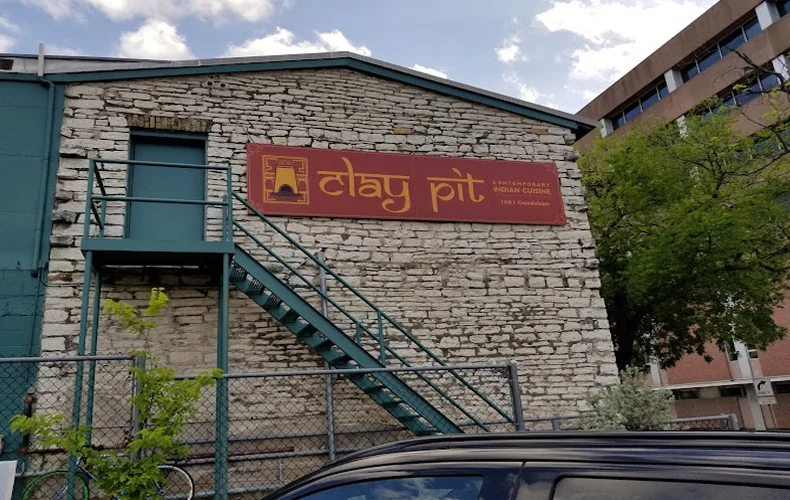 clay pit
CONTEMPORARY
INDIAN CUISINE
1601 Guadalupe